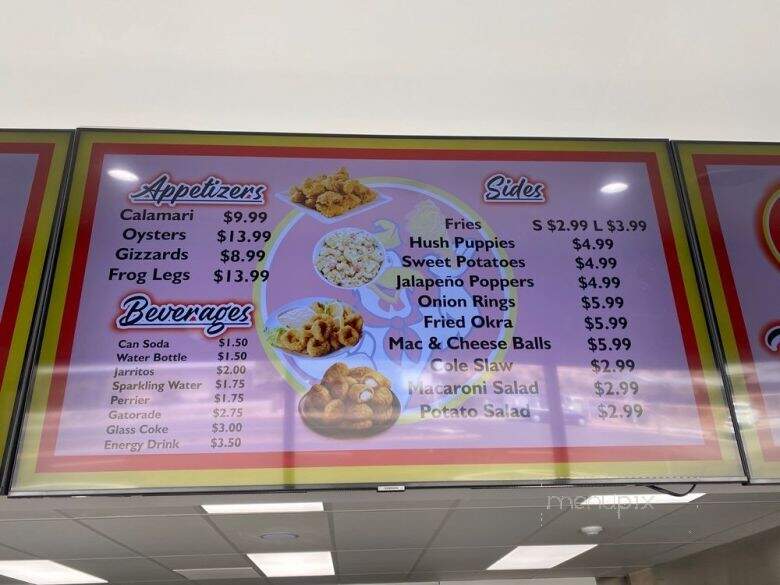 Appetizers
Calamari $9.99
Oysters $13.99
Gizzards $8.99
Frog Legs $13.99
Beverages
Can Soda $1.50
Water Bottle $1.50
Jarritos $2.00
Sparkling Water $1.75
Perrier $1.75
Gatorade $2.75
Glass Coke $3.00
Energy Drink $3.50
Sides
Fries S $2.99 L $3.99
Hush Puppies $4.99
Sweet Potatoes $4.99
Jalapeño Poppers $4.99
Onion Rings $5.99
Fried Okra $5.99
Mac & Cheese Balls $5.99
Cole Slaw $2.99
Macaroni Salad $2.99
Potato Salad $2.99
menupix